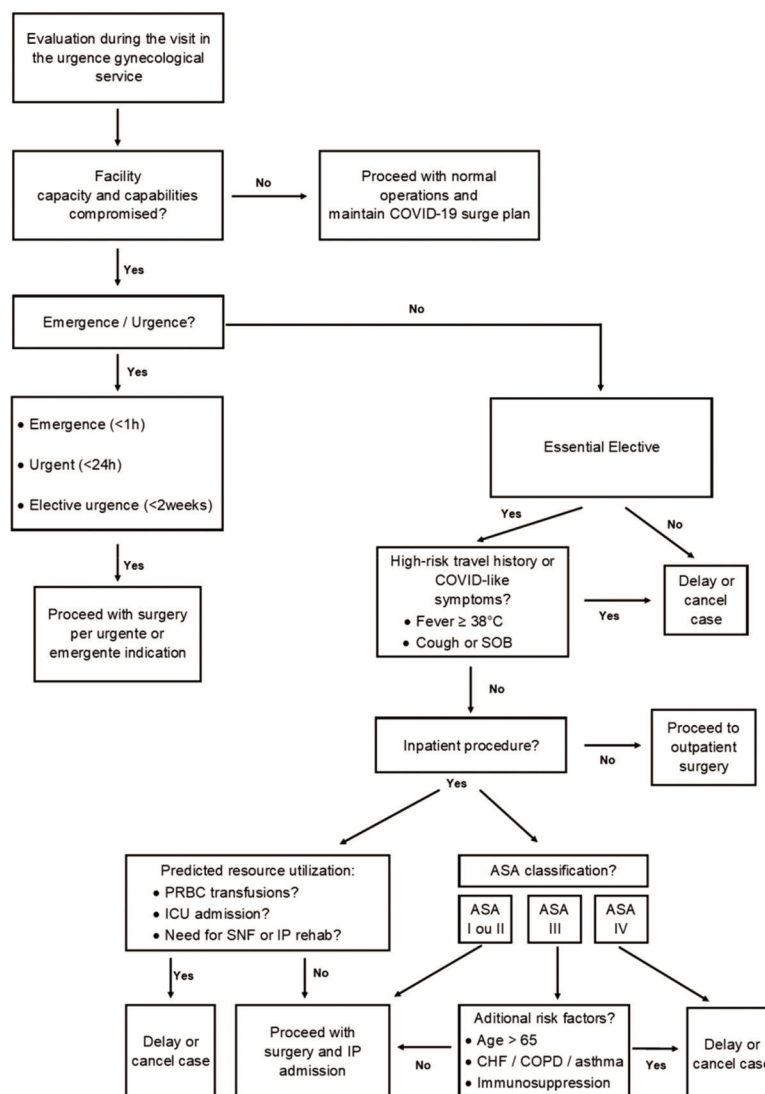 Evaluation during the visit in
the urgence gynecological
service
Facility
capacity and capabilities
compromised?
No
Proceed with normal
operations and
maintain COVID-19 surge plan
Yes
Emergence / Urgence?
No
Yes
● Emergence (<1h)
● Urgent (<24h)
● Elective urgence (<2weeks)
Essential Elective
Yes
No
Yes
Proceed with surgery
per urgente or
emergente indication
High-risk travel history or
COVID-like
symptoms?
● Fever ≥ 38°C
● Cough or SOB
Yes
Delay or
cancel
case
No
Inpatient procedure?
No
Proceed to
outpatient
surgery
Yes
Predicted resource utilization:
● PRBC transfusions?
● ICU admission?
● Need for SNF or IP rehab?
ASA classification?
ASA
I ou II
ASA
III
ASA
IV
Yes
No
Delay or
cancel case
Proceed with
surgery and IP
admission
No
Aditional risk factors?
● Age > 65
● CHF / COPD / asthma
● Immunosuppression
Yes
Delay or
cancel case